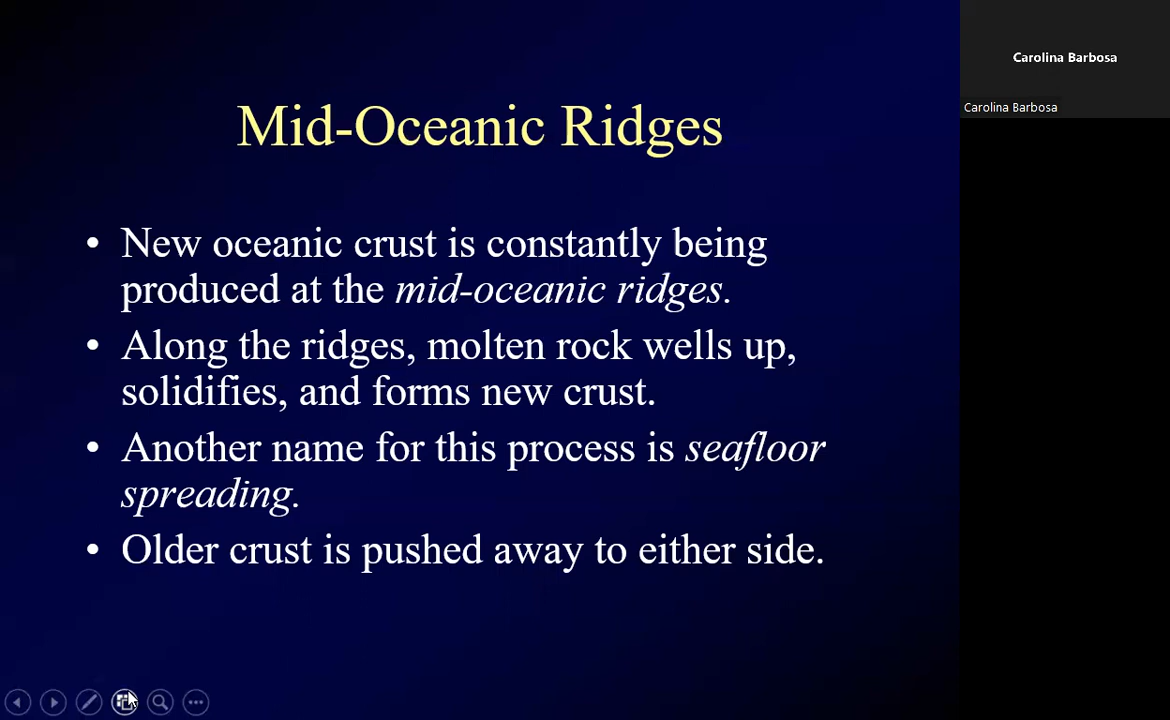 Mid-Oceanic Ridges
• New oceanic crust is constantly being
produced at the mid-oceanic ridges.
• Along the ridges, molten rock wells up,
solidifies, and forms new crust.
• Another name for this process is seafloor
spreading.
• Older crust is pushed away to either side.
Carolina Barbosa
Carolina Barbosa